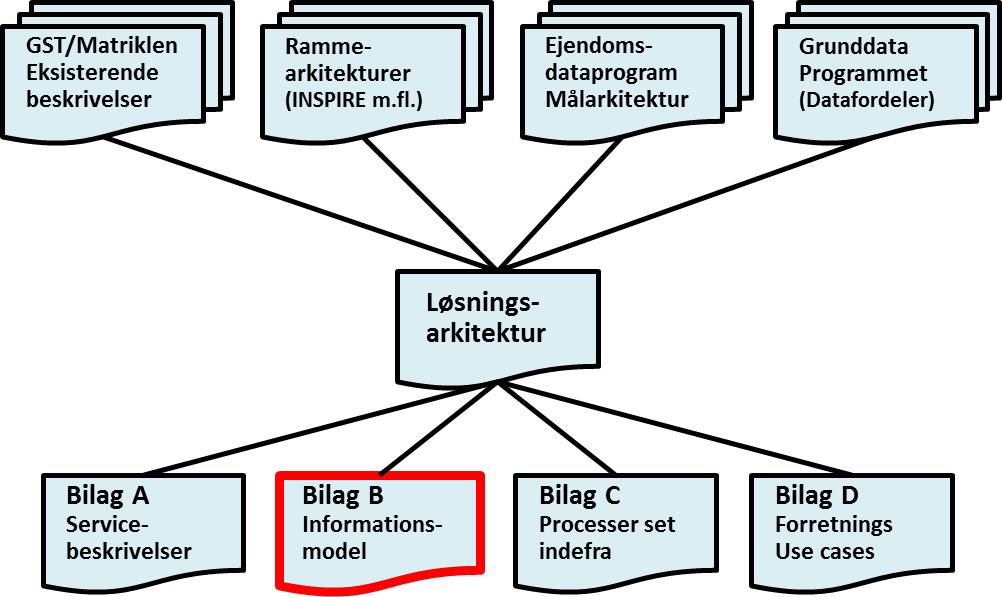 GST/Matriklen
Eksisterende
beskrivelser
Ramme-
arkitekturer
(INSPIRE m.fl.)
Ejendoms-
dataprogram
Målarkitektur
Grunddata
Programmet
(Datafordeler)
Løsnings-
arkitektur
Bilag A
Service-
beskrivelser
Bilag B
Informations-
model
Bilag C
Processer set
indefra
Bilag D
Forretnings
Use cases